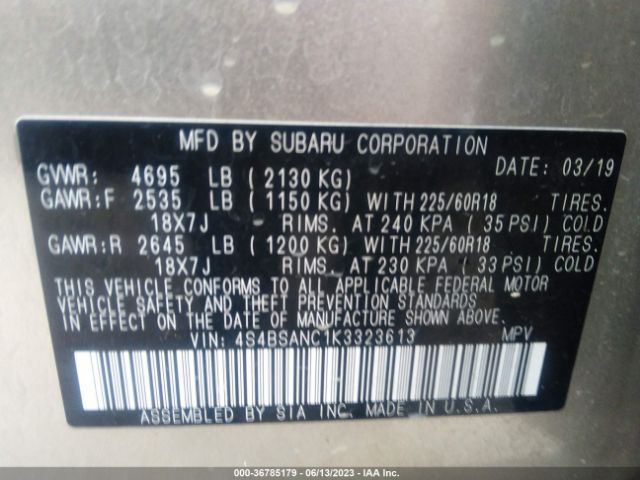 MFD BY SUBARU CORPORATION
DATE: 03/19
GVWR: 4695 LB ( 2130 KG)
GAWR:F 2535 LB ( 1150 KG) WITH 225/60R18 TIRES.
18X7J RIMS. AT 240 KPA ( 35 PSI) COLD
GAWR:R 2645 LB ( 1200 KG) WITH 225/60R18 TIRES.
18X7J RIMS. AT 230 KPA ( 33 PSI) COLD
THIS VEHICLE CONFORMS TO ALL APPLICABLE FEDERAL MOTOR
VEHICLE SAFETY AND THEFT PREVENTION STANDARDS
IN EFFECT ON THE DATE OF MANUFACTURE SHOWN ABOVE.
VIN: 4S4BSANC1K3323613 MPV
ASSEMBLED BY SIA INC. MADE IN U.S.A.
000-36785179 - 06/13/2023 - IAA Inc.